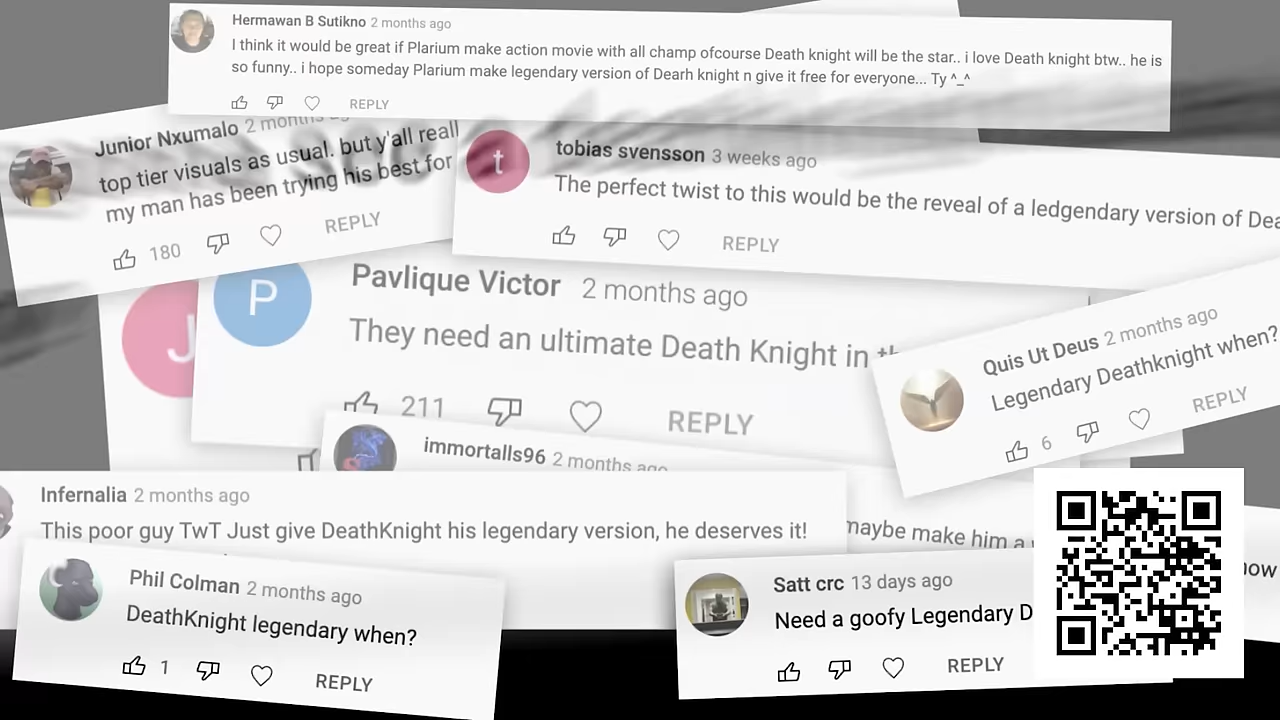 Hermawan B Sutikno 2 months ago
I think it would be great if Plarium make action movie with all champ ofcourse Death knight will be the star.. i love Death knight btw.. he is
so funny.. i hope someday Plarium make legendary version of Dearh knight n give it free for everyone... Ty ^_^
REPLY
Junior Nxumalo 2 months
top tier visuals as usual. but y'all
my man has been trying his best for
180 REPLY
t
tobias svensson 3 weeks ago
The perfect twist to this would be the reveal of a ledgendary version of
REPLY
J
P
Pavlique Victor 2 months ago
They need an ultimate Death Knight in
211 REPLY
Quis Ut Deus 2 months ago
Legendary Deathknight when?
6 REPLY
immortalls96 2 months ago
Infernalia 2 months ago
This poor guy TwT Just give DeathKnight his legendary version, he deserves it!
maybe make him a
Phil Colman 2 months ago
DeathKnight legendary when?
1 REPLY
Satt crc 13 days ago
Need a goofy Legendary
REPLY